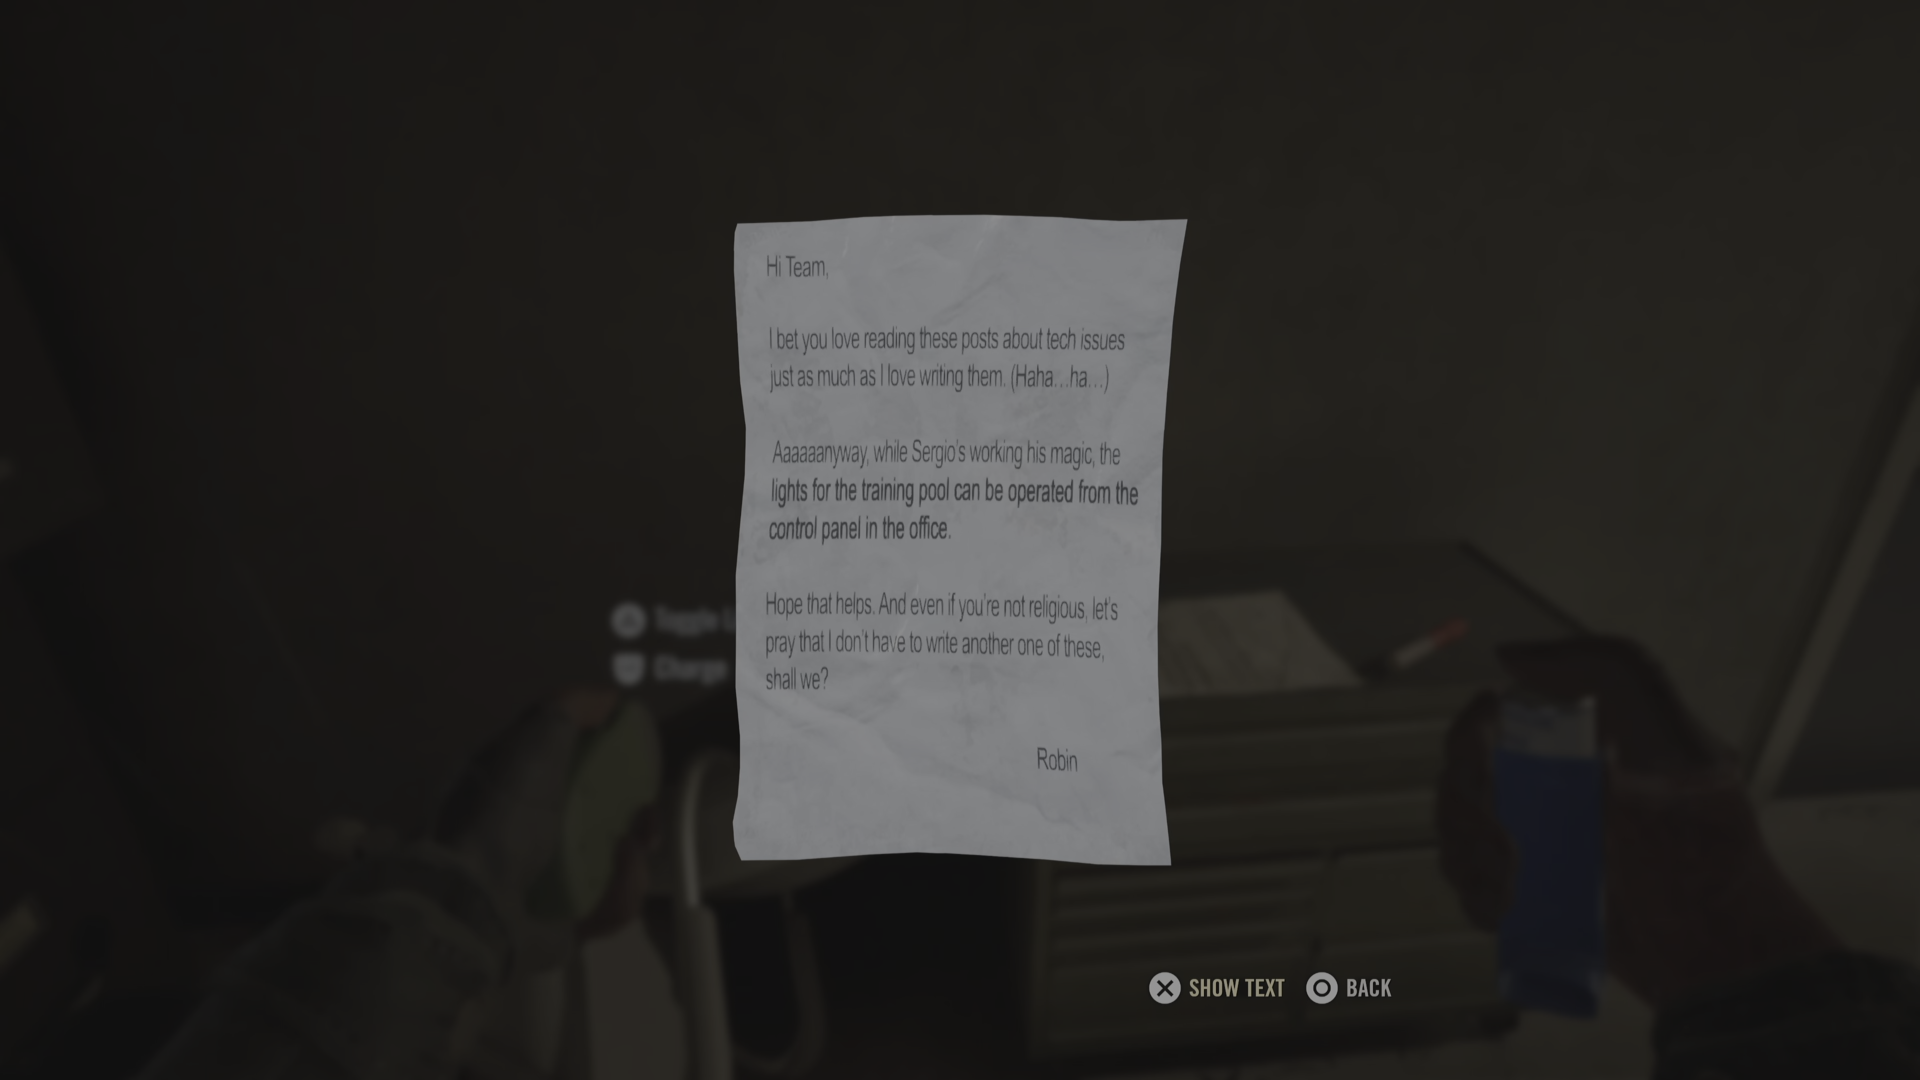 Hi Team,
I bet you love reading these posts about tech issues
just as much as I love writing them. (Haha...ha...)
Aaaaaanyway, while Sergio's working his magic, the
lights for the training pool can be operated from the
control panel in the office.
Hope that helps. And even if you're not religious, let's
pray that I don't have to write another one of these,
shall we?
Robin
Toggle
Charge
SHOW TEXT
BACK